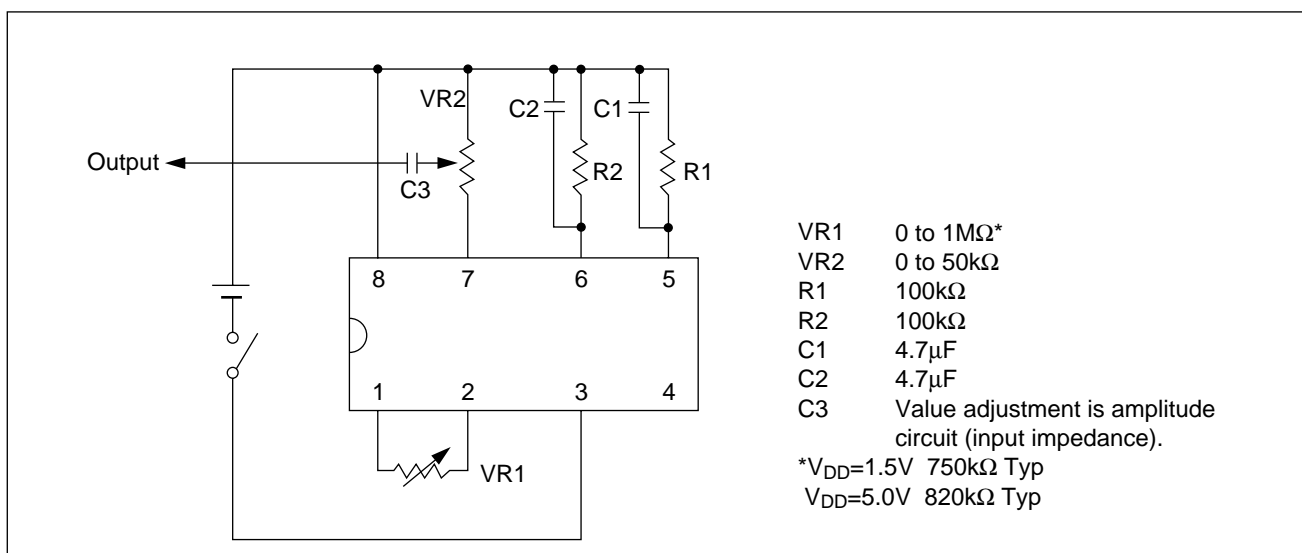 VR2
C2
C1
Output
C3
R2
R1
8 7 6 5
1 2 3 4
VR1
VR1 0 to 1MΩ*
VR2 0 to 50kΩ
R1 100kΩ
R2 100kΩ
C1 4.7μF
C2 4.7μF
C3 Value adjustment is amplitude
circuit (input impedance).
*VDD=1.5V 750kΩ Typ
VDD=5.0V 820kΩ Typ